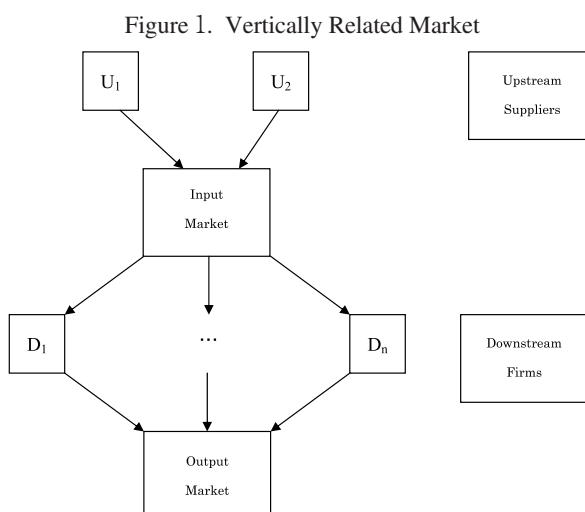 Figure 1. Vertically Related Market
U1
U2
Upstream
Suppliers
Input
Market
D1
...
Dn
Downstream
Firms
Output
Market